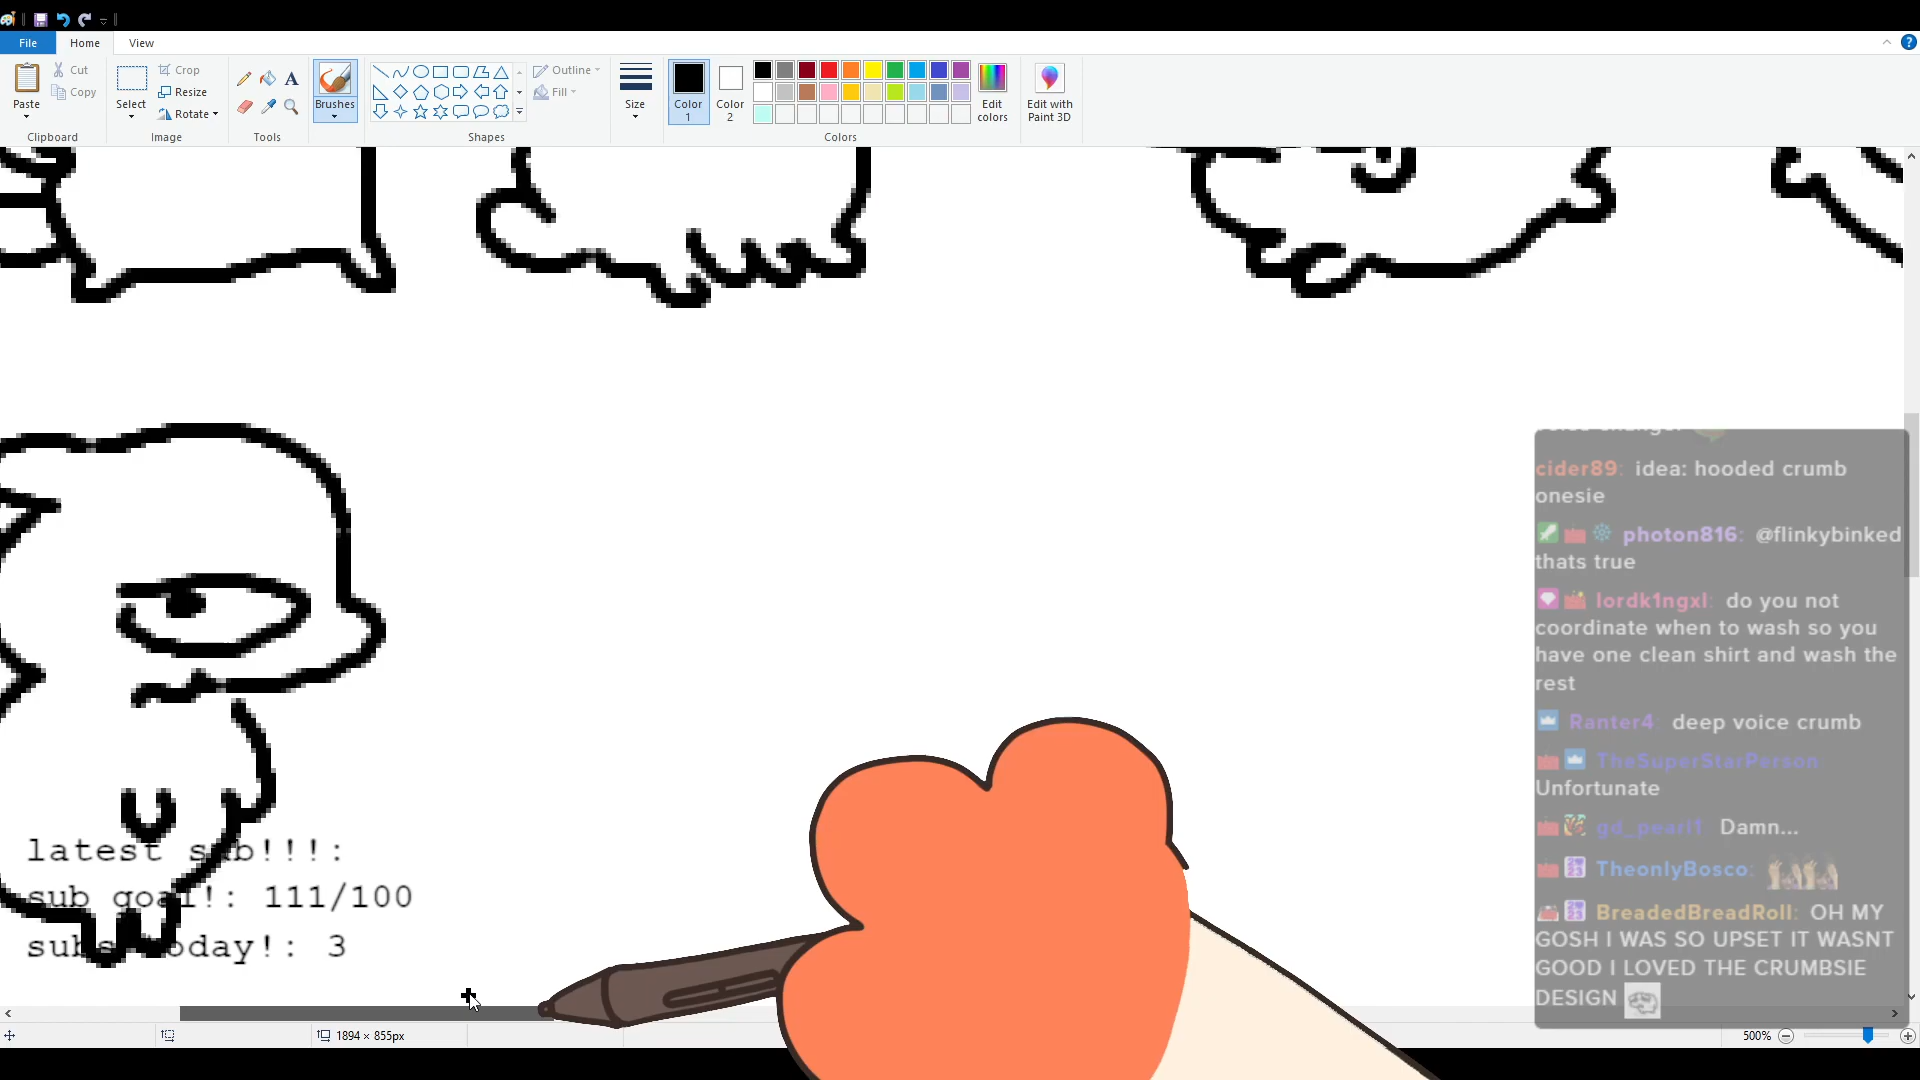 File Home View
Paste Cut Copy Clipboard
Select Crop Resize Rotate Image
A Tools
Brushes
Shapes Outline Fill
Size
Color 1 Color 2 Edit colors Colors
Edit with Paint 3D
cider89: idea: hooded crumb
onesie
photon816: @flinkybinked
thats true
lordk1ngxl: do you not
coordinate when to wash so you
have one clean shirt and wash the
rest
Ranter4: deep voice crumb
TheSuperStarPerson:
Unfortunate
gd_pearl1: Damn...
TheonlyBosco:
BreadedBreadRoll: OH MY
GOSH I WAS SO UPSET IT WASNT
GOOD I LOVED THE CRUMBSIE
DESIGN
latest sub!!!:
sub goal!: 111/100
subs today!: 3
1894 × 855px
500%